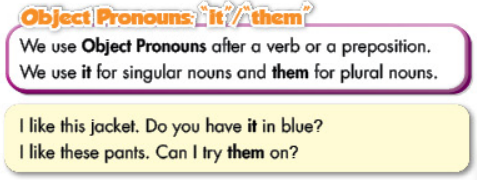 Object Pronouns: "it"/"them"
We use Object Pronouns after a verb or a preposition.
We use it for singular nouns and them for plural nouns.
I like this jacket. Do you have it in blue?
I like these pants. Can I try them on?